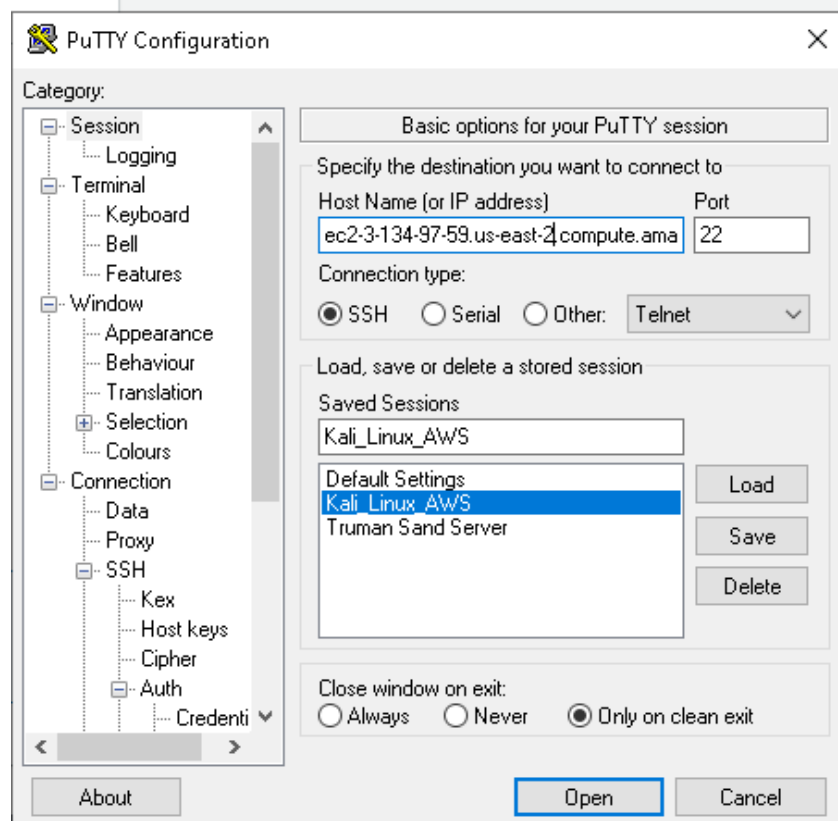 PuTTY Configuration
Category:
Session
Logging
Terminal
Keyboard
Bell
Features
Window
Appearance
Behaviour
Translation
Selection
Colours
Connection
Data
Proxy
SSH
Kex
Host keys
Cipher
Auth
Credenti
Basic options for your PuTTY session
Specify the destination you want to connect to
Host Name (or IP address) Port
ec2-3-134-97-59.us-east-2.compute.ama 22
Connection type:
SSH Serial Other: Telnet
Load, save or delete a stored session
Saved Sessions
Kali_Linux_AWS
Default Settings
Kali_Linux_AWS
Truman Sand Server
Load
Save
Delete
Close window on exit:
Always Never Only on clean exit
About Open Cancel